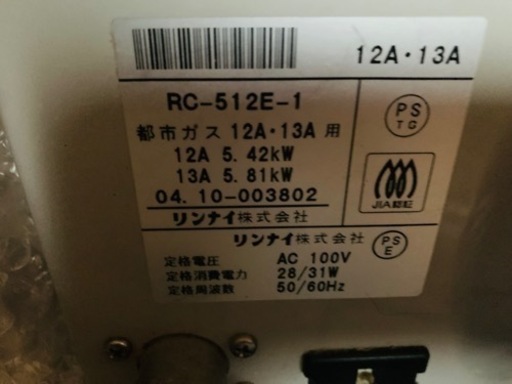 12A・13A
RC-512E-1
都市ガス 12A・13A 用
12A 5.42kW
13A 5.81kW
04.10-003802
リンナイ株式会社
PS
TG
JIA認証
リンナイ株式会社
PS
E
定格電圧 AC 100V
定格消費電力 28/31W
定格周波数 50/60Hz